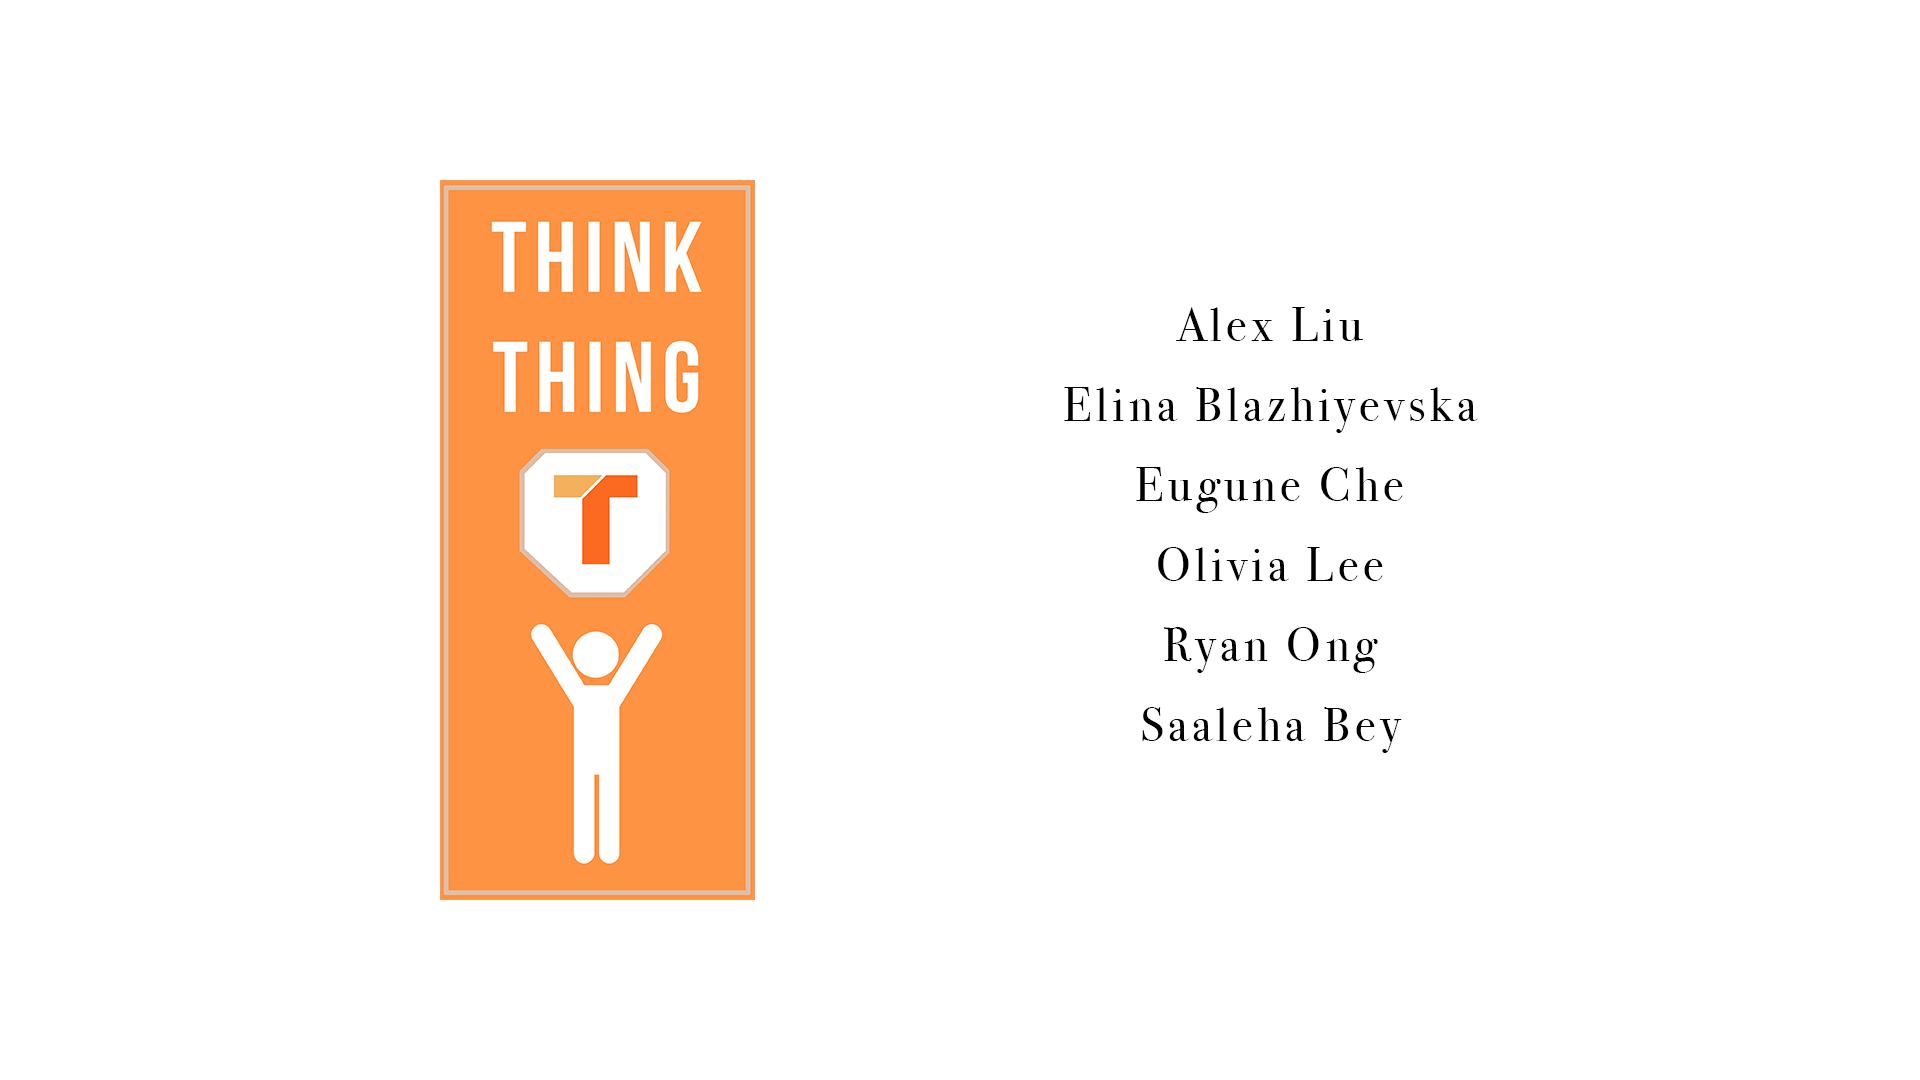 THINK
THING
T
Alex Liu
Elina Blazhiyevska
Eugune Che
Olivia Lee
Ryan Ong
Saaleha Bey